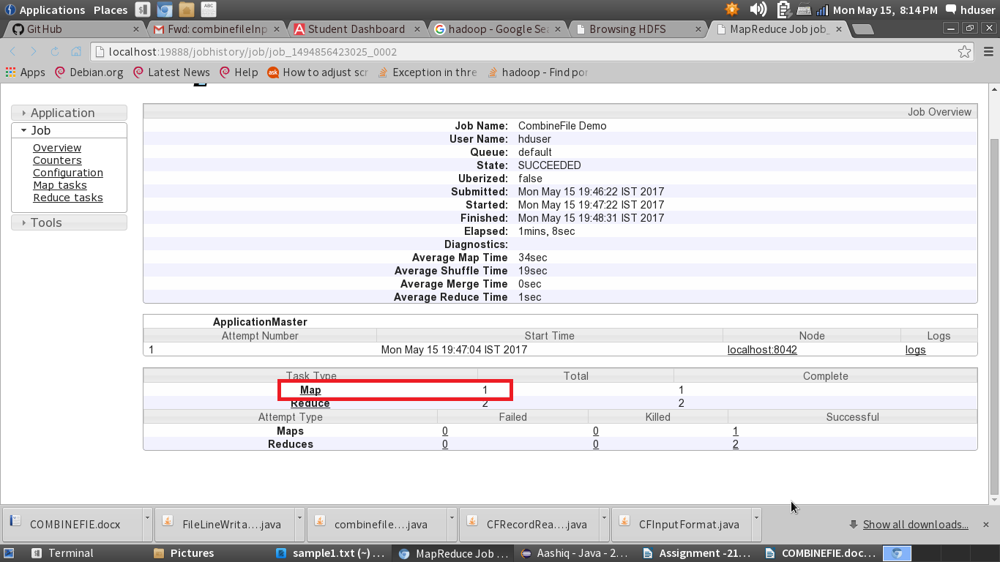 Applications Places Mon May 15, 8:14 PM hduser
GitHub × Fwd: combinefileInp × Student Dashboard × hadoop - Google Sea × Browsing HDFS × MapReduce Job job_ ×
localhost:19888/jobhistory/job/job_1494856423025_0002
Apps Debian.org Latest News Help ask How to adjust scr Exception in thre hadoop - Find por
Application
Job
Overview
Counters
Configuration
Map tasks
Reduce tasks
Tools
Job Overview
Job Name: CombineFile Demo
User Name: hduser
Queue: default
State: SUCCEEDED
Uberized: false
Submitted: Mon May 15 19:46:22 IST 2017
Started: Mon May 15 19:47:22 IST 2017
Finished: Mon May 15 19:48:31 IST 2017
Elapsed: 1mins, 8sec
Diagnostics:
Average Map Time 34sec
Average Shuffle Time 19sec
Average Merge Time 0sec
Average Reduce Time 1sec
ApplicationMaster
Attempt Number Start Time Node Logs
1 Mon May 15 19:47:04 IST 2017 localhost:8042 logs
Task Type Total Complete
Map 1 1
Reduce 2 2
Attempt Type Failed Killed Successful
Maps 0 0 1
Reduces 0 0 2
COMBINEFIE.docx FileLineWrita....java combinefile....java CFRecordRea....java CFInputFormat.java Show all downloads... ×
Terminal Pictures sample1.txt (~) ... MapReduce Job ... Aashiq - Java - 2... Assignment -21... COMBINEFIE.doc...